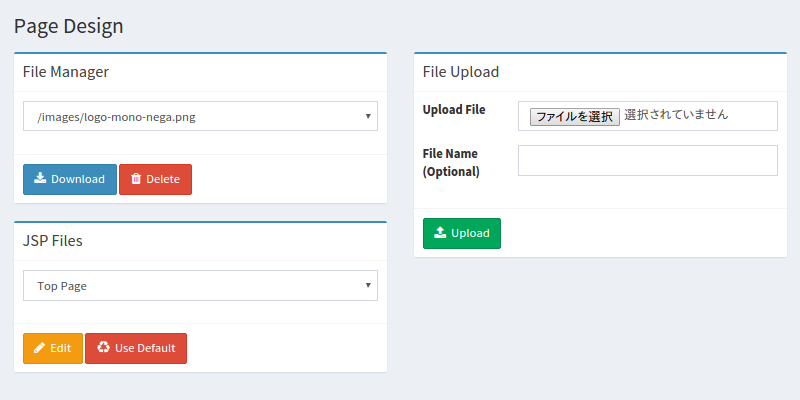 Page Design
File Manager
/images/logo-mono-nega.png
Download
Delete
JSP Files
Top Page
Edit
Use Default
File Upload
Upload File
ファイルを選択 選択されていません
File Name
(Optional)
Upload